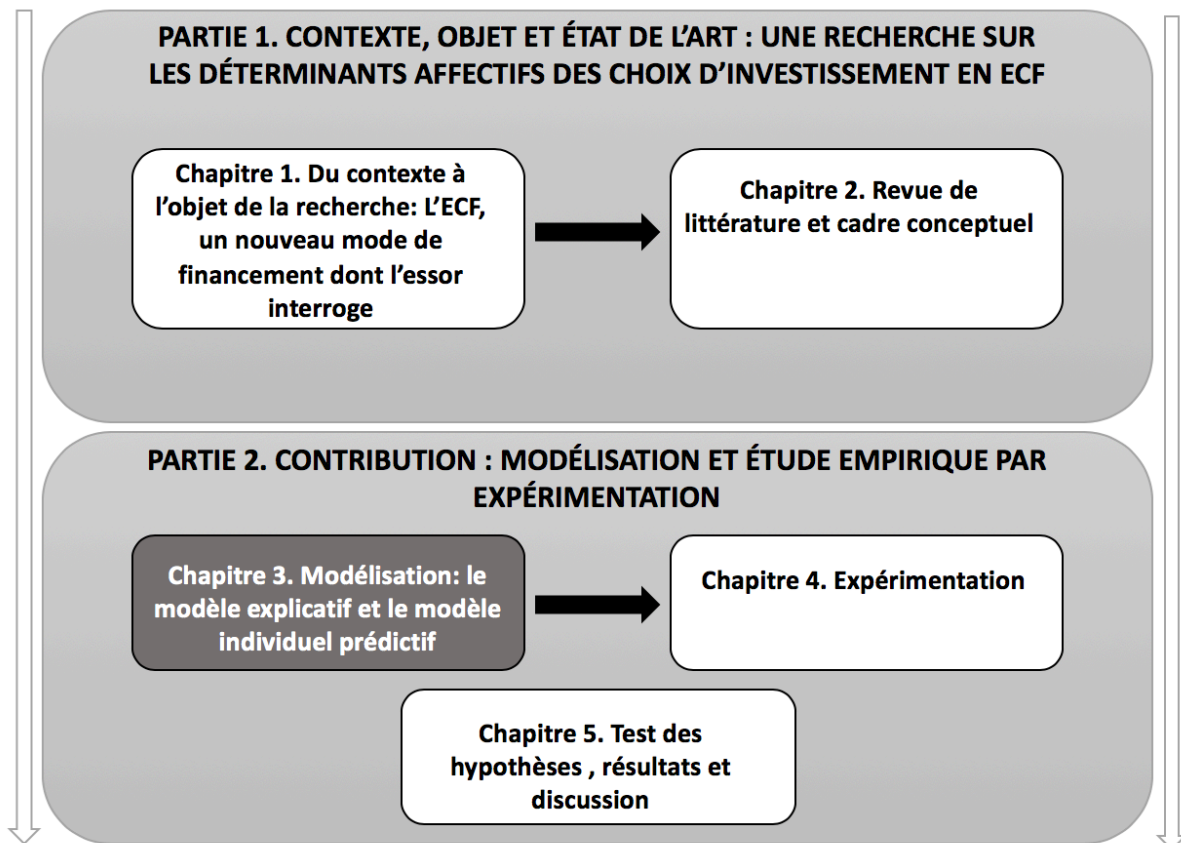 PARTIE 1. CONTEXTE, OBJET ET ÉTAT DE L’ART : UNE RECHERCHE SUR
LES DÉTERMINANTS AFFECTIFS DES CHOIX D’INVESTISSEMENT EN ECF
Chapitre 1. Du contexte à
l’objet de la recherche: L’ECF,
un nouveau mode de
financement dont l’essor
interroge
Chapitre 2. Revue de
littérature et cadre conceptuel
PARTIE 2. CONTRIBUTION : MODÉLISATION ET ÉTUDE EMPIRIQUE PAR
EXPÉRIMENTATION
Chapitre 3. Modélisation: le
modèle explicatif et le modèle
individuel prédictif
Chapitre 4. Expérimentation
Chapitre 5. Test des
hypothèses , résultats et
discussion